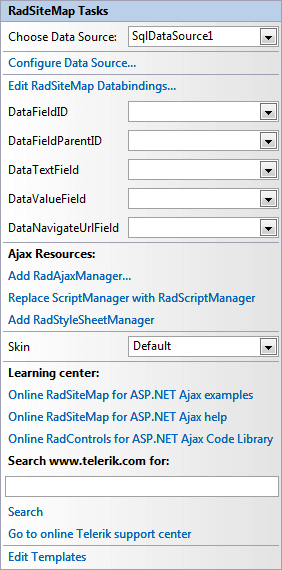 RadSiteMap Tasks
Choose Data Source: SqlDataSource1
Configure Data Source...
Edit RadSiteMap Databindings...
DataFieldID
DataFieldParentID
DataTextField
DataValueField
DataNavigateUrlField
Ajax Resources:
Add RadAjaxManager...
Replace ScriptManager with RadScriptManager
Add RadStyleSheetManager
Skin Default
Learning center:
Online RadSiteMap for ASP.NET Ajax examples
Online RadSiteMap for ASP.NET Ajax help
Online RadControls for ASP.NET Ajax Code Library
Search www.telerik.com for:
Search
Go to online Telerik support center
Edit Templates